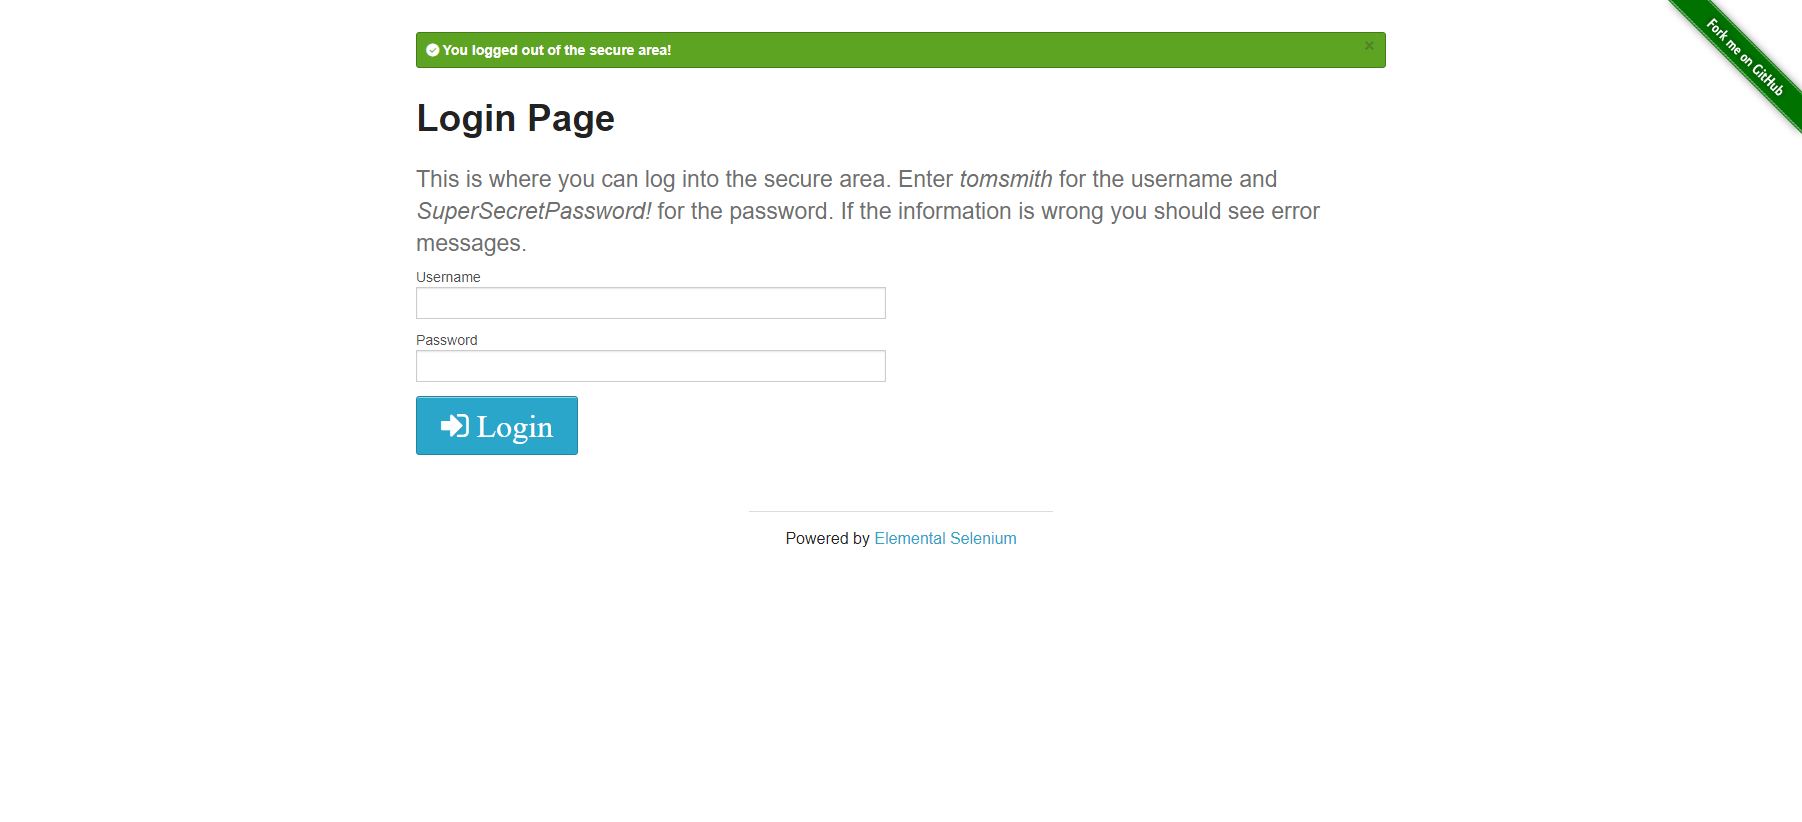 You logged out of the secure area!
×
Fork me on GitHub
Login Page
This is where you can log into the secure area. Enter tomsmith for the username and
SuperSecretPassword! for the password. If the information is wrong you should see error
messages.
Username
Password
Login
Powered by Elemental Selenium